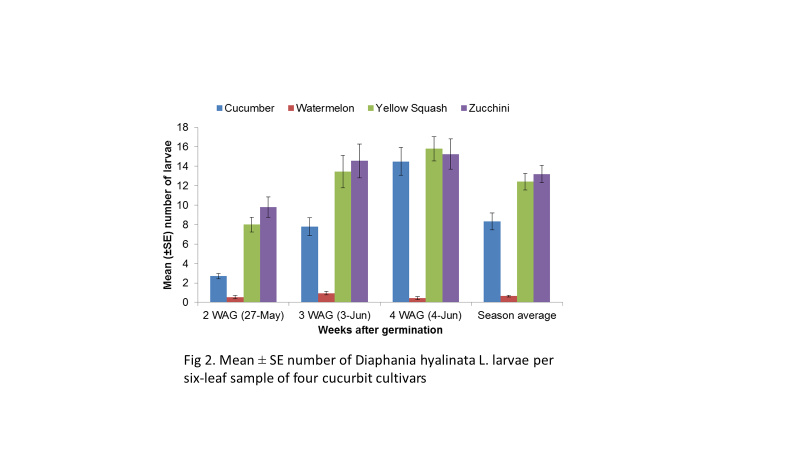 Cucumber Watermelon Yellow Squash Zucchini
18
16
14
12
10
8
6
4
2
0
Mean (±SE) number of larvae
2 WAG (27-May) 3 WAG (3-Jun) 4 WAG (4-Jun) Season average
Weeks after germination
Fig 2. Mean ± SE number of Diaphania hyalinata L. larvae per
six-leaf sample of four cucurbit cultivars